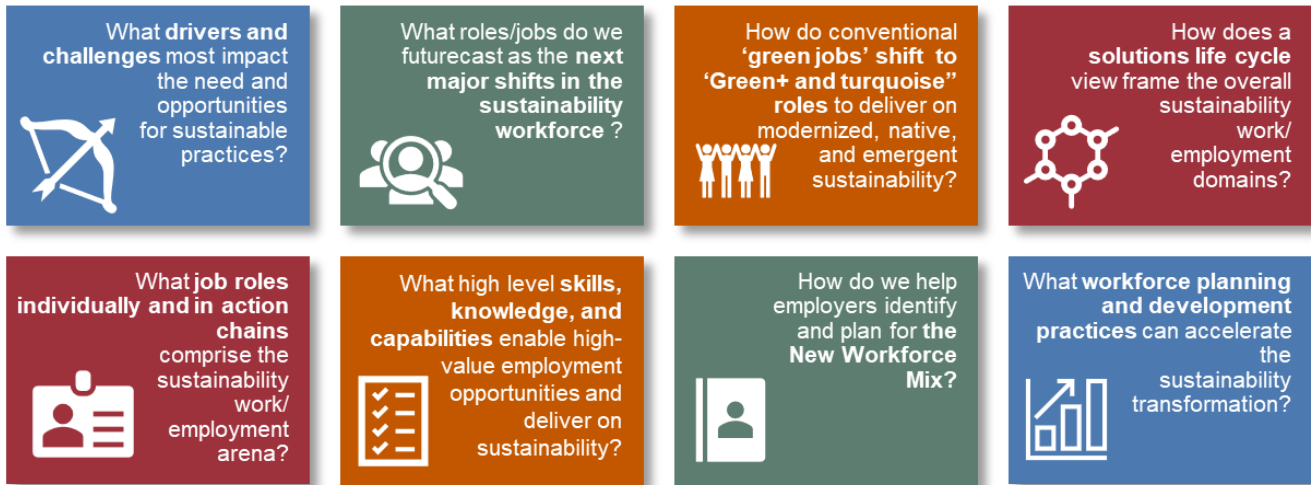 What drivers and
challenges most impact
the need and
opportunities
for sustainable
practices?
What roles/jobs do we
futurecast as the next
major shifts in the
sustainability
workforce ?
How do conventional
‘green jobs’ shift to
‘Green+ and turquoise”
roles to deliver on
modernized, native,
and emergent
sustainability?
How does a
solutions life cycle
view frame the overall
sustainability
work/
employment
domains?
What job roles
individually and in action
chains
comprise the
sustainability
work/
employment
arena?
What high level skills,
knowledge, and
capabilities enable high-
value employment
opportunities and
deliver on
sustainability?
How do we help
employers identify
and plan for the
New Workforce
Mix?
What workforce planning
and development
practices can accelerate
the
sustainability
transformation?